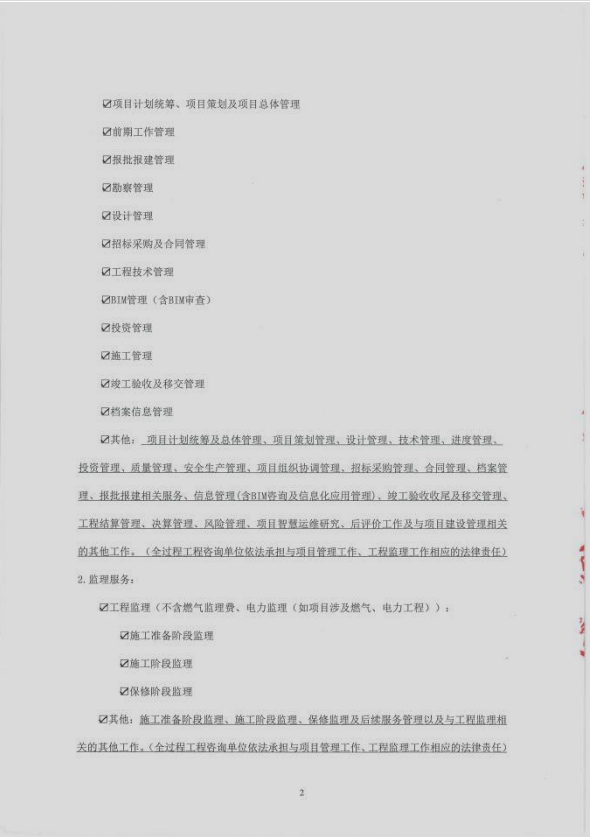 ☑项目计划统筹、项目策划及项目总体管理
☑前期工作管理
☑报批报建管理
☑勘察管理
☑设计管理
☑招标采购及合同管理
☑工程技术管理
☑BIM管理（含BIM审查）
☑投资管理
☑施工管理
☑竣工验收及移交管理
☑档案信息管理
☑其他： 项目计划统筹及总体管理、项目策划管理、设计管理、技术管理、进度管理、
投资管理、质量管理、安全生产管理、项目组织协调管理、招标采购管理、合同管理、档案管
理、报批报建相关服务、信息管理(含BIM咨询及信息化应用管理)、竣工验收收尾及移交管理、
工程结算管理、决算管理、风险管理、项目智慧运维研究、后评价工作及与项目建设管理相关
的其他工作。（全过程工程咨询单位依法承担与项目管理工作、工程监理工作相应的法律责任）
2.监理服务：
☑工程监理（不含燃气监理费、电力监理（如项目涉及燃气、电力工程））：
☑施工准备阶段监理
☑施工阶段监理
☑保修阶段监理
☑其他：施工准备阶段监理、施工阶段监理、保修监理及后续服务管理以及与工程监理相
关的其他工作。（全过程工程咨询单位依法承担与项目管理工作、工程监理工作相应的法律责任）
2